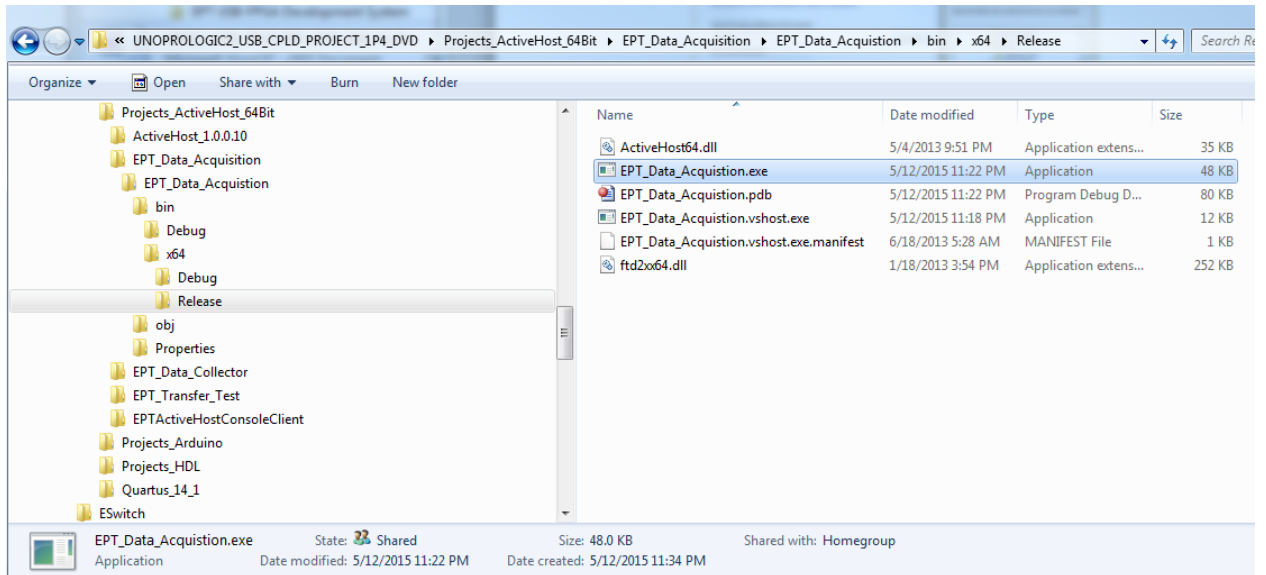 EPT USB-FPGA Development System
« UNOPROLOGIC2_USB_CPLD_PROJECT_1P4_DVD ▸ Projects_ActiveHost_64Bit ▸ EPT_Data_Acquisition ▸ EPT_Data_Acquistion ▸ bin ▸ x64 ▸ Release Search Re
Organize Open Share with Burn New folder
Projects_ActiveHost_64Bit
ActiveHost_1.0.0.10
EPT_Data_Acquisition
EPT_Data_Acquistion
bin
Debug
x64
Debug
Release
obj
Properties
EPT_Data_Collector
EPT_Transfer_Test
EPTActiveHostConsoleClient
Projects_Arduino
Projects_HDL
Quartus_14_1
ESwitch
Name Date modified Type Size
ActiveHost64.dll 5/4/2013 9:51 PM Application extens... 35 KB
EPT_Data_Acquistion.exe 5/12/2015 11:22 PM Application 48 KB
EPT_Data_Acquistion.pdb 5/12/2015 11:22 PM Program Debug D... 80 KB
EPT_Data_Acquistion.vshost.exe 5/12/2015 11:18 PM Application 12 KB
EPT_Data_Acquistion.vshost.exe.manifest 6/18/2013 5:28 AM MANIFEST File 1 KB
ftd2xx64.dll 1/18/2013 3:54 PM Application extens... 252 KB
EPT_Data_Acquistion.exe State: Shared Size: 48.0 KB Shared with: Homegroup
Application Date modified: 5/12/2015 11:22 PM Date created: 5/12/2015 11:34 PM